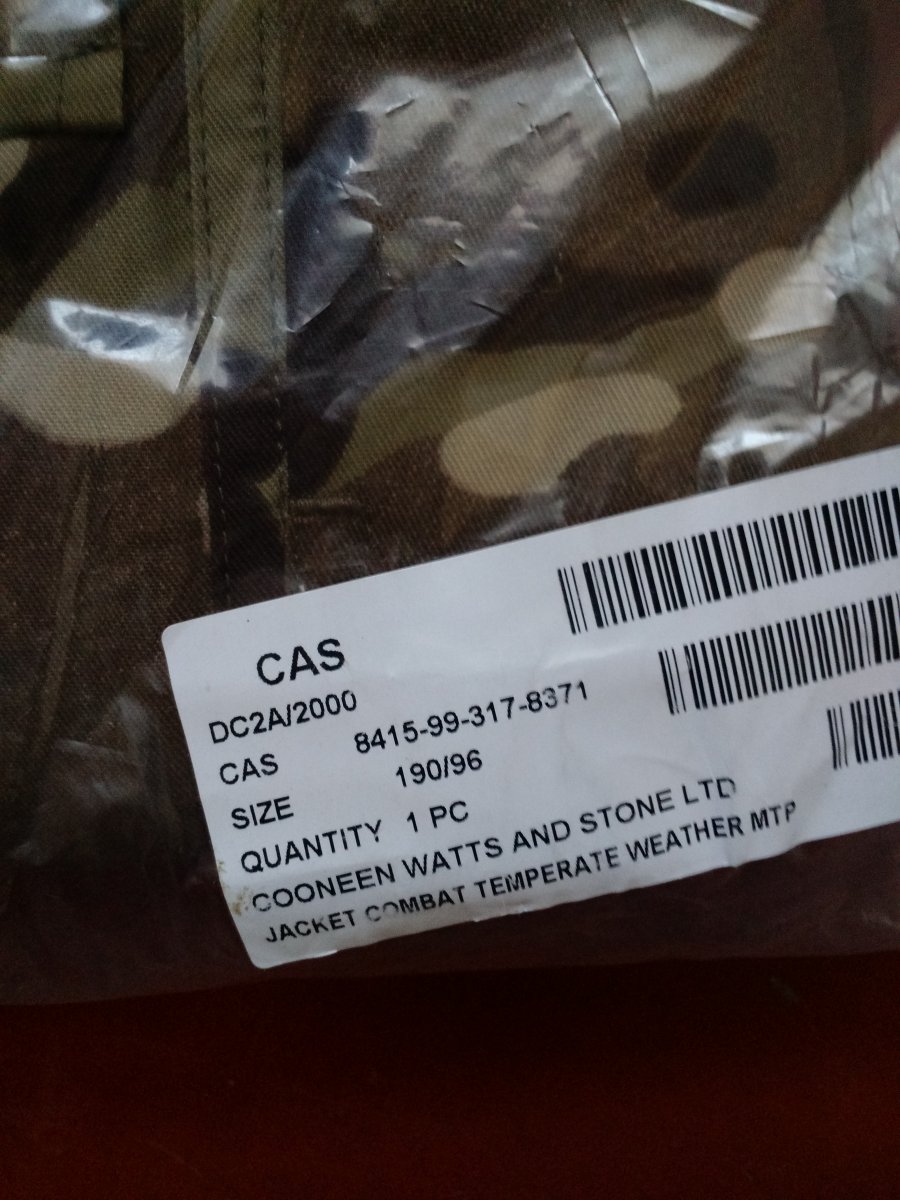 CAS
DC2A/2000
CAS 8415-99-317-8371
SIZE 190/96
QUANTITY 1 PC
COONEEN WATTS AND STONE LTD
JACKET COMBAT TEMPERATE WEATHER MTP